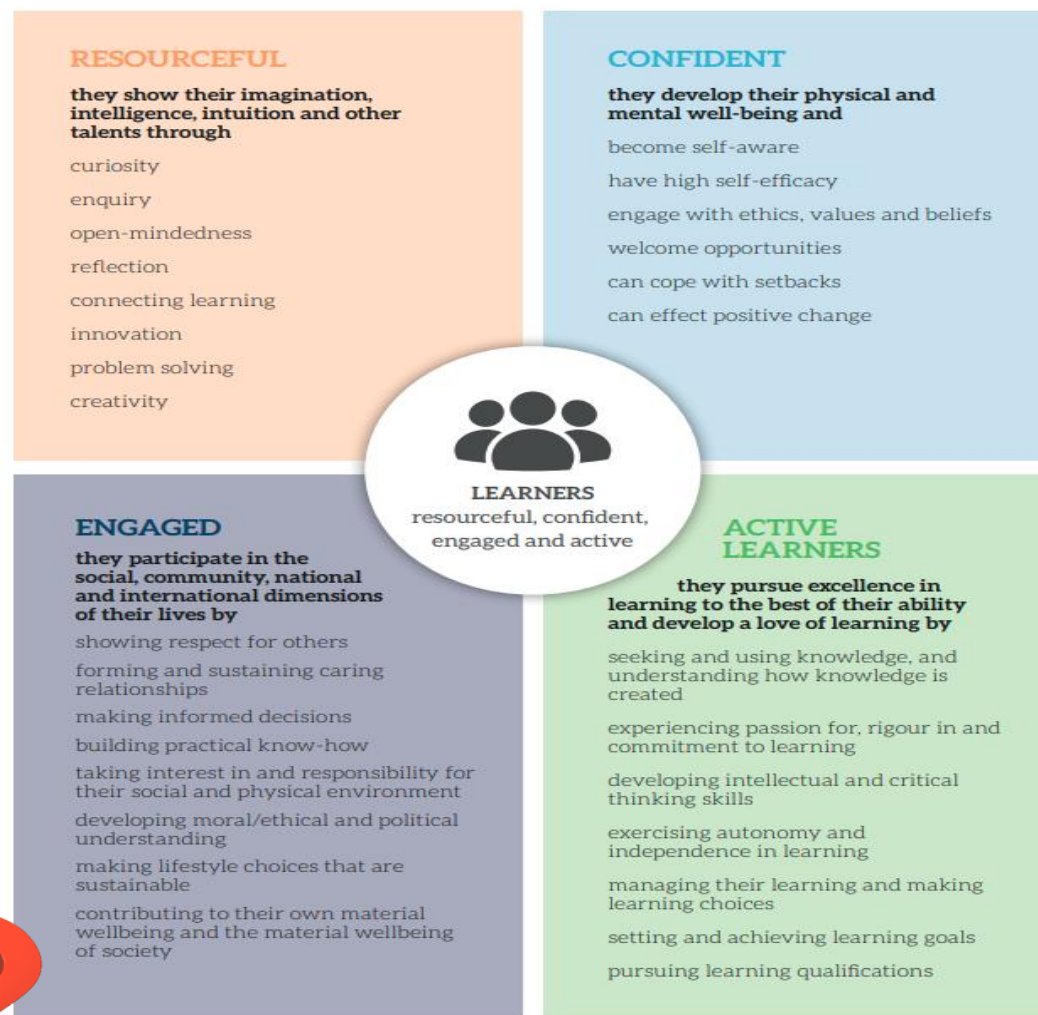 RESOURCEFUL
they show their imagination,
intelligence, intuition and other
talents through
curiosity
enquiry
open-mindedness
reflection
connecting learning
innovation
problem solving
creativity
CONFIDENT
they develop their physical and
mental well-being and
become self-aware
have high self-efficacy
engage with ethics, values and beliefs
welcome opportunities
can cope with setbacks
can effect positive change
LEARNERS
resourceful, confident,
engaged and active
ENGAGED
they participate in the
social, community, national
and international dimensions
of their lives by
showing respect for others
forming and sustaining caring
relationships
making informed decisions
building practical know-how
taking interest in and responsibility for
their social and physical environment
developing moral/ethical and political
understanding
making lifestyle choices that are
sustainable
contributing to their own material
wellbeing and the material wellbeing
of society
ACTIVE
LEARNERS
they pursue excellence in
learning to the best of their ability
and develop a love of learning by
seeking and using knowledge, and
understanding how knowledge is
created
experiencing passion for, rigour in and
commitment to learning
developing intellectual and critical
thinking skills
exercising autonomy and
independence in learning
managing their learning and making
learning choices
setting and achieving learning goals
pursuing learning qualifications